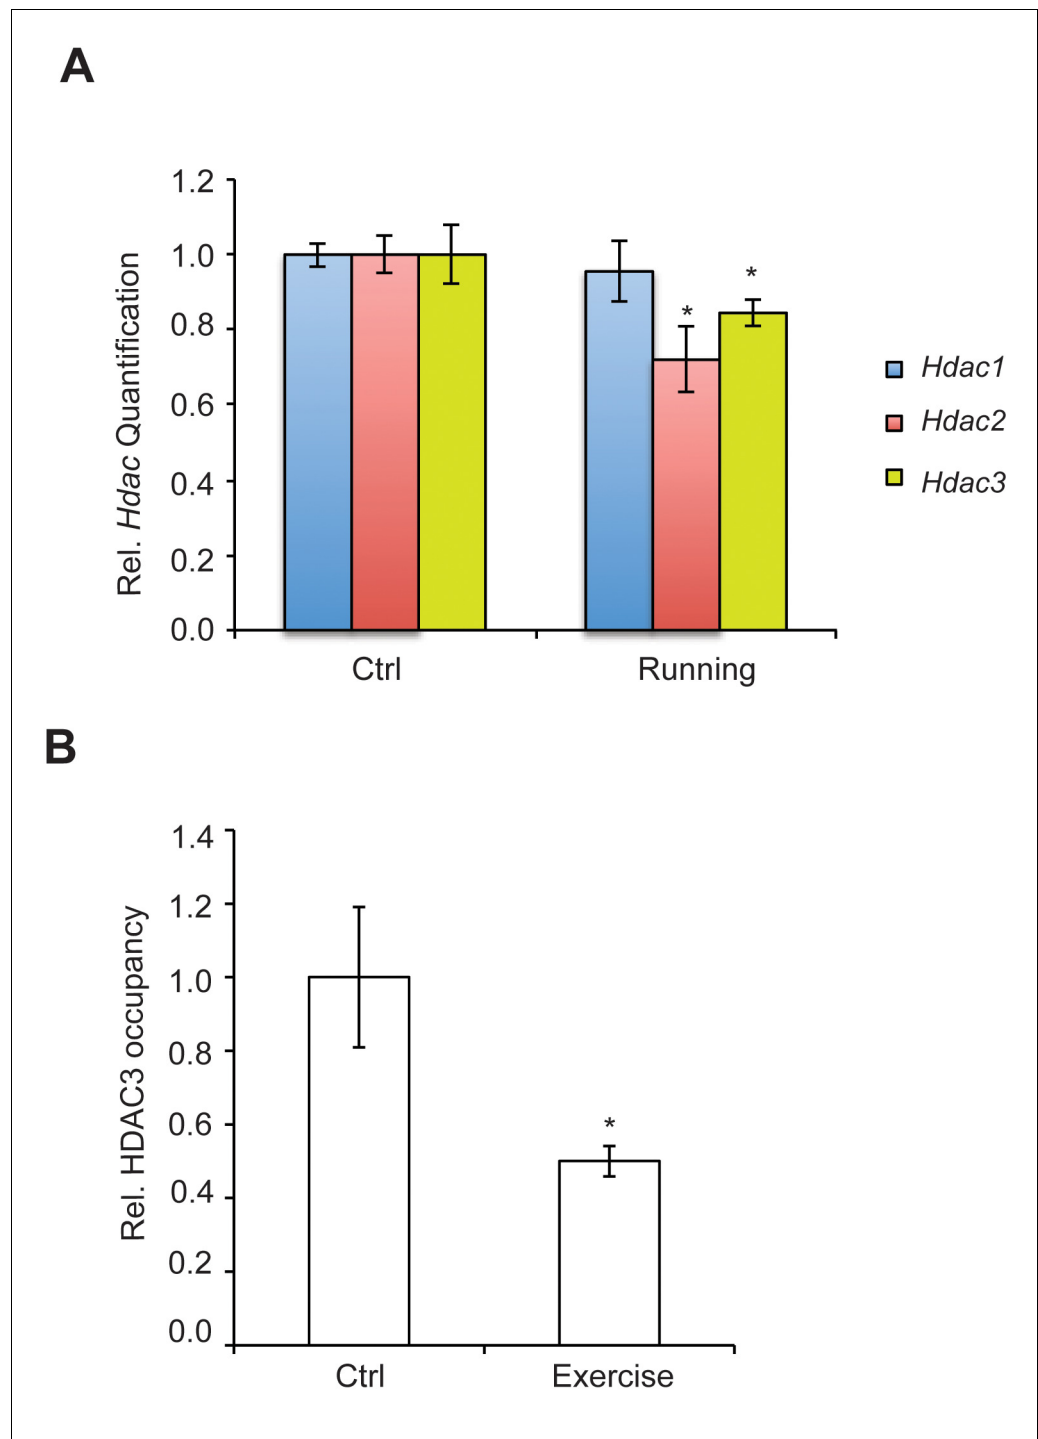 A
1.2
1.0
0.8
0.6
0.4
0.2
0.0
Rel. Hdac Quantification
*
*
Ctrl
Running
Hdac1
Hdac2
Hdac3
B
1.4
1.2
1.0
0.8
0.6
0.4
0.2
0.0
Rel. HDAC3 occupancy
*
Ctrl
Exercise